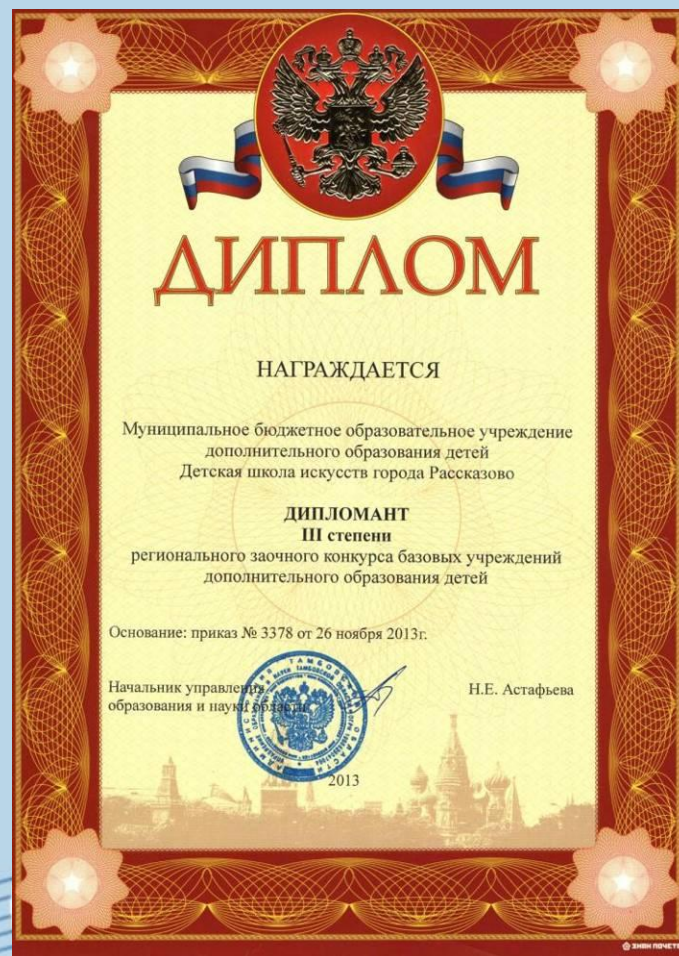 ДИПЛОМ
НАГРАЖДАЕТСЯ
Муниципальное бюджетное образовательное учреждение
дополнительного образования детей
Детская школа искусств города Рассказово
ДИПЛОМАНТ
III степени
регионального заочного конкурса базовых учреждений
дополнительного образования детей
Основание: приказ № 3378 от 26 ноября 2013г.
Начальник управления
образования и науки области
Н.Е. Астафьева
2013
ЗНАК ПОЧЕТА